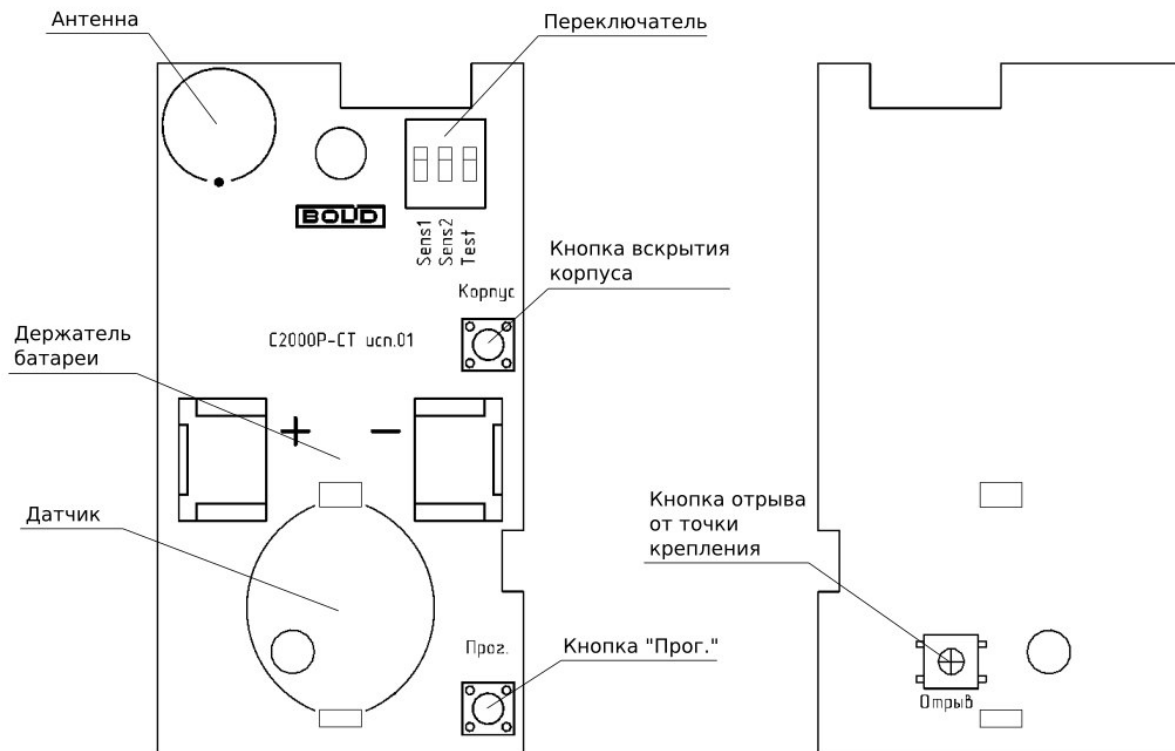 Антенна
Переключатель
BOLID
Sens1
Sens2
Test
Кнопка вскрытия
корпуса
Корпус
С2000Р-СТ исп.01
Держатель
батареи
+
−
Датчик
Кнопка отрыва
от точки
крепления
Прог.
Кнопка "Прог."
Отрыв